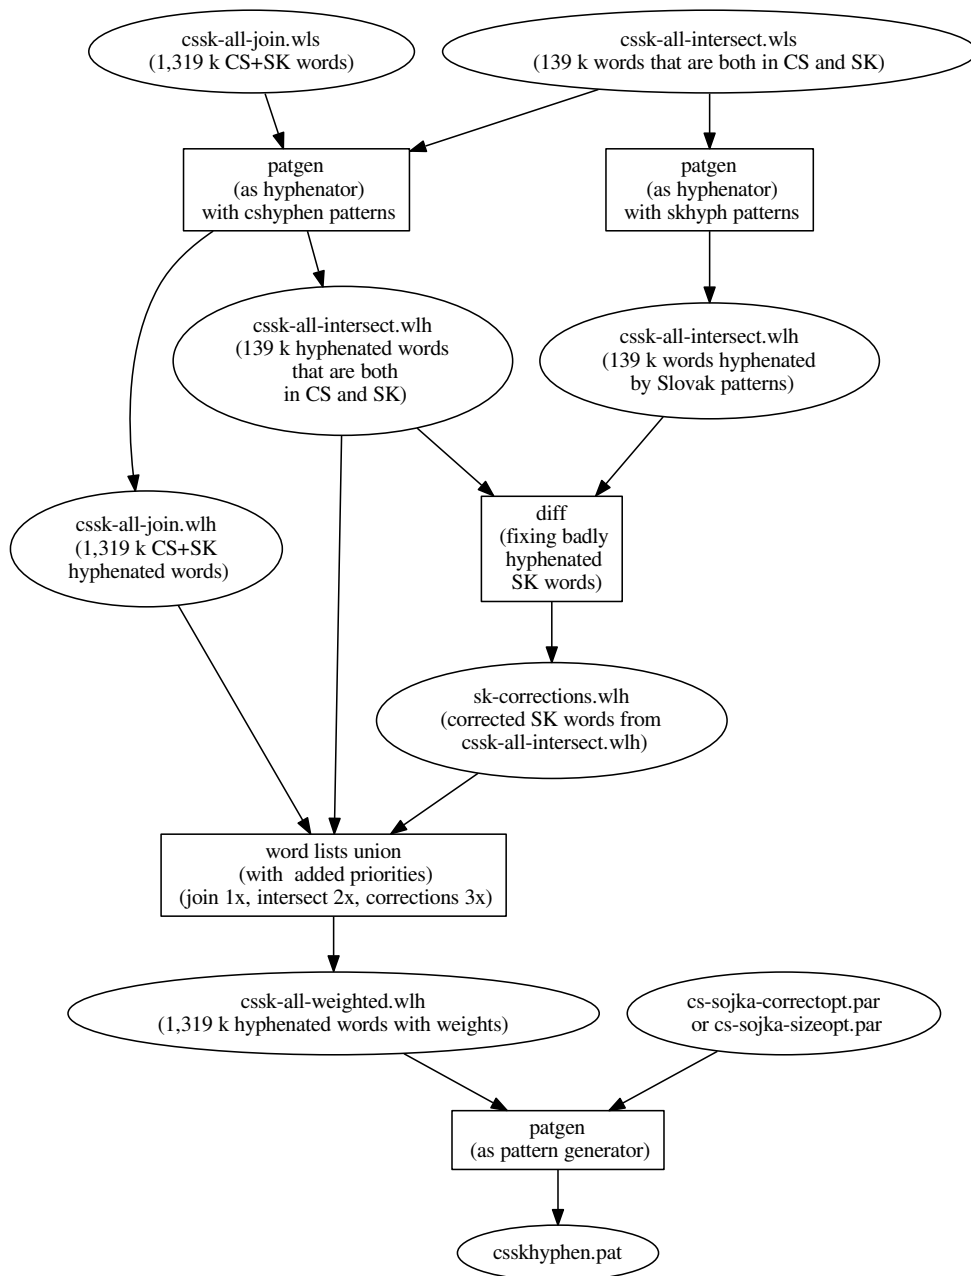 cssk-all-join.wls
(1,319 k CS+SK words)
cssk-all-intersect.wls
(139 k words that are both in CS and SK)
patgen
(as hyphenator)
with cshyphen patterns
patgen
(as hyphenator)
with skhyph patterns
cssk-all-intersect.wlh
(139 k hyphenated words
that are both
in CS and SK)
cssk-all-intersect.wlh
(139 k words hyphenated
by Slovak patterns)
cssk-all-join.wlh
(1,319 k CS+SK
hyphenated words)
diff
(fixing badly
hyphenated
SK words)
sk-corrections.wlh
(corrected SK words from
cssk-all-intersect.wlh)
word lists union
(with added priorities)
(join 1x, intersect 2x, corrections 3x)
cssk-all-weighted.wlh
(1,319 k hyphenated words with weights)
cs-sojka-correctopt.par
or cs-sojka-sizeopt.par
patgen
(as pattern generator)
csskhyphen.pat